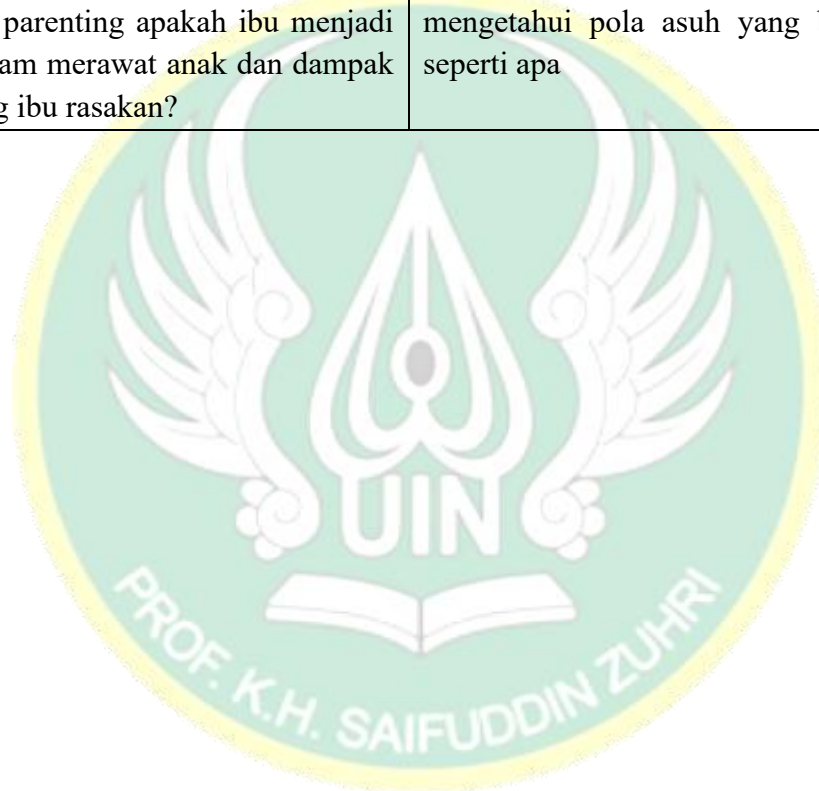 parenting apakah ibu menjadi
merawat anak dan dampak
ibu rasakan?
mengetahui pola asuh yang
seperti apa
UIN
PROF. K.H. SAIFUDDIN ZUHRI